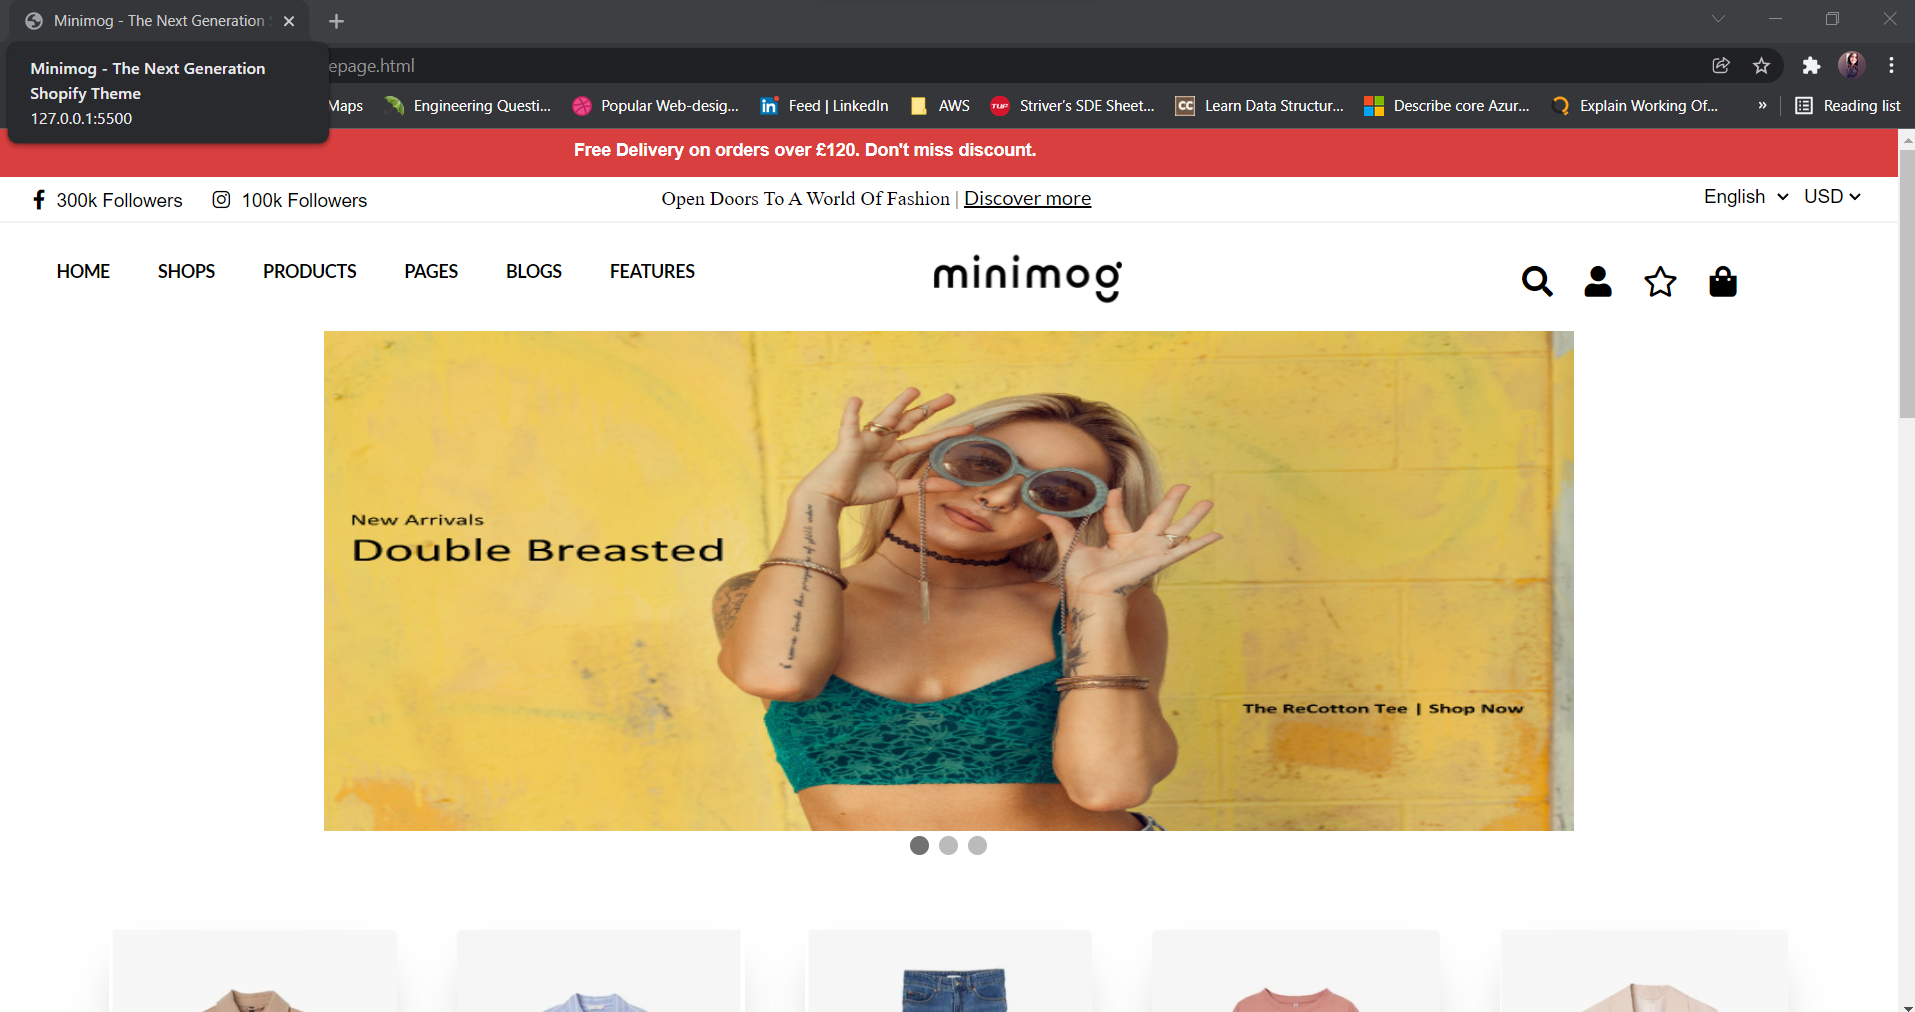 Minimog - The Next Generation
Minimog - The Next Generation
Shopify Theme
127.0.0.1:5500
epage.html
Maps
Engineering Questi...
Popular Web-desig...
Feed | LinkedIn
AWS
TUF
Striver's SDE Sheet...
CC
Learn Data Structur...
Describe core Azur...
Explain Working Of...
»
Reading list
Free Delivery on orders over £120. Don't miss discount.
300k Followers
100k Followers
Open Doors To A World Of Fashion | Discover more
English
USD
HOME
SHOPS
PRODUCTS
PAGES
BLOGS
FEATURES
minimog
New Arrivals
Double Breasted
The ReCotton Tee | Shop Now